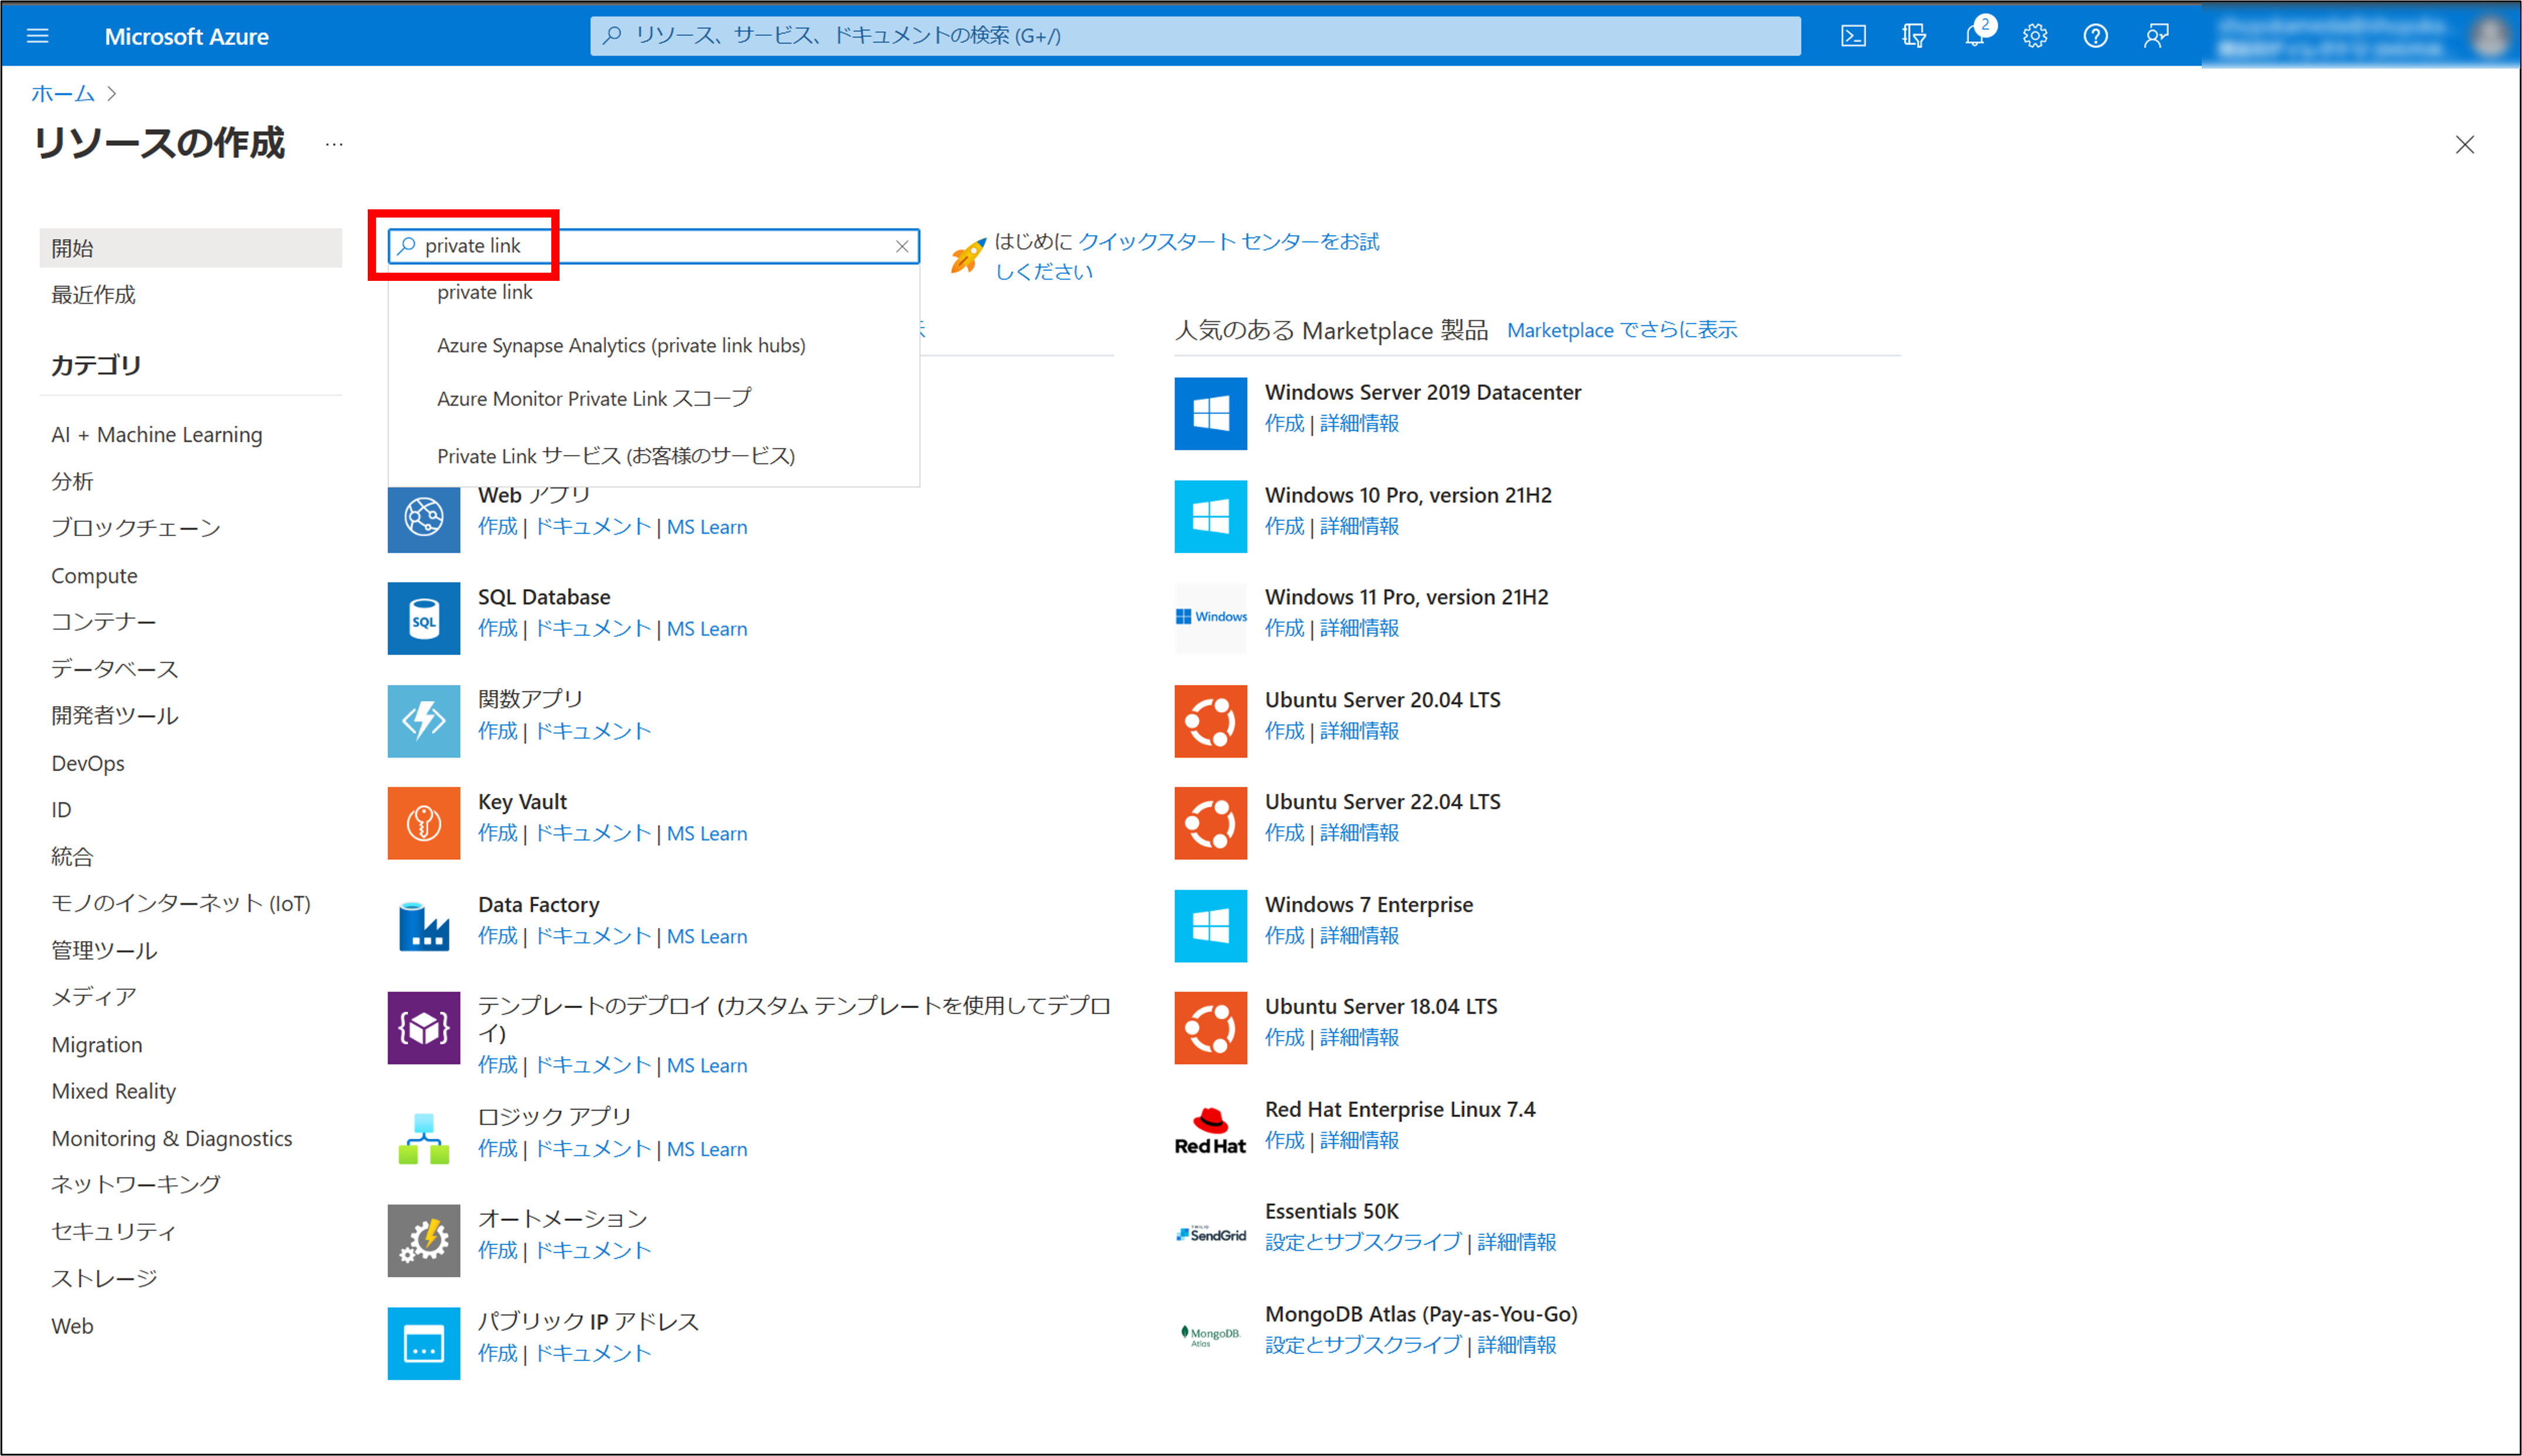 Microsoft Azure
リソース、サービス、ドキュメントの検索 (G+/)
2
ホーム
リソースの作成
開始
最近作成
カテゴリ
AI + Machine Learning
分析
ブロックチェーン
Compute
コンテナー
データベース
開発者ツール
DevOps
ID
統合
モノのインターネット (IoT)
管理ツール
メディア
Migration
Mixed Reality
Monitoring & Diagnostics
ネットワーキング
セキュリティ
ストレージ
Web
private link
private link
Azure Synapse Analytics (private link hubs)
Azure Monitor Private Link スコープ
Private Link サービス (お客様のサービス)
Web アプリ
作成 | ドキュメント | MS Learn
SQL
SQL Database
作成 | ドキュメント | MS Learn
関数アプリ
作成 | ドキュメント
Key Vault
作成 | ドキュメント | MS Learn
Data Factory
作成 | ドキュメント | MS Learn
テンプレートのデプロイ (カスタム テンプレートを使用してデプロ
イ)
作成 | ドキュメント | MS Learn
ロジック アプリ
作成 | ドキュメント | MS Learn
オートメーション
作成 | ドキュメント
パブリック IP アドレス
作成 | ドキュメント
はじめに クイックスタート センターをお試
しください
人気のある Marketplace 製品 Marketplace でさらに表示
Windows Server 2019 Datacenter
作成 | 詳細情報
Windows 10 Pro, version 21H2
作成 | 詳細情報
Windows
Windows 11 Pro, version 21H2
作成 | 詳細情報
Ubuntu Server 20.04 LTS
作成 | 詳細情報
Ubuntu Server 22.04 LTS
作成 | 詳細情報
Windows 7 Enterprise
作成 | 詳細情報
Ubuntu Server 18.04 LTS
作成 | 詳細情報
Red Hat
Red Hat Enterprise Linux 7.4
作成 | 詳細情報
TWILIO
SendGrid
Essentials 50K
設定とサブスクライブ | 詳細情報
MongoDB.
Atlas
MongoDB Atlas (Pay-as-You-Go)
設定とサブスクライブ | 詳細情報